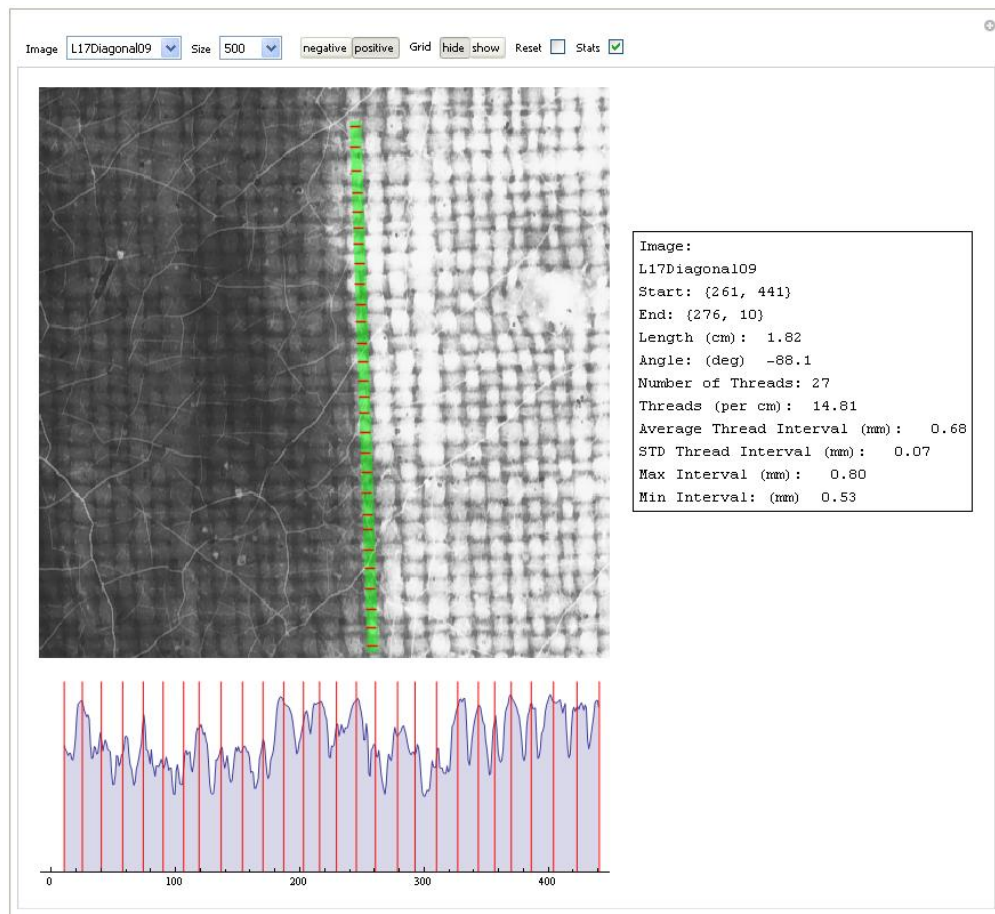 Image L17Diagonal09 Size 500 negative positive Grid hide show Reset Stats
Image:
L17Diagonal09
Start: {261, 441}
End: {276, 10}
Length (cm): 1.82
Angle: (deg) -88.1
Number of Threads: 27
Threads (per cm): 14.81
Average Thread Interval (mm): 0.68
STD Thread Interval (mm): 0.07
Max Interval (mm): 0.80
Min Interval: (mm) 0.53
0 100 200 300 400